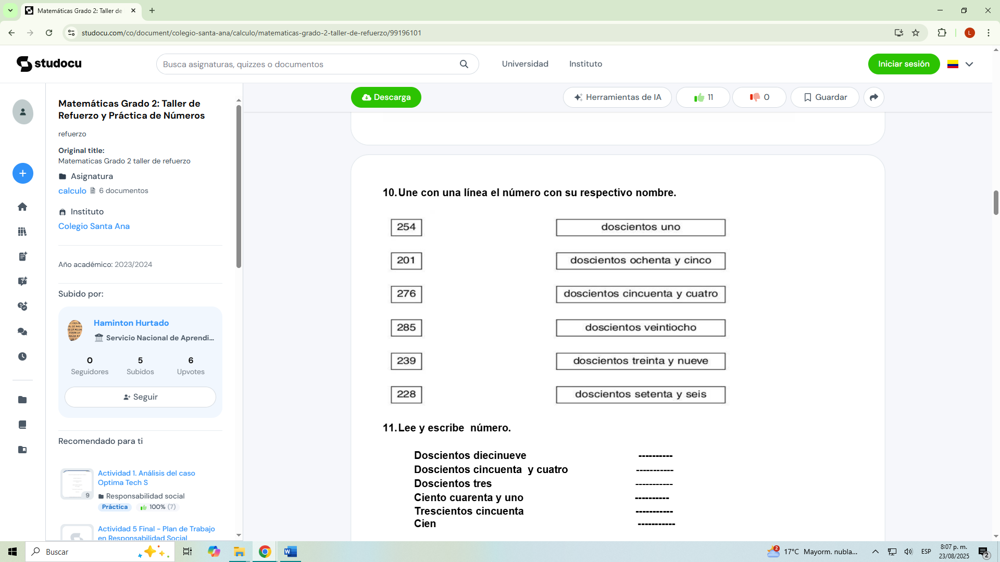 Matemáticas Grado 2: Taller de
studocu.com/co/document/colegio-santa-ana/calculo/matematicas-grado-2-taller-de-refuerzo/99196101
L
studocu
Busca asignaturas, quizzes o documentos
Universidad
Instituto
Iniciar sesión
Descarga
Herramientas de IA
11
0
Guardar
Matemáticas Grado 2: Taller de
Refuerzo y Práctica de Números
refuerzo
Original title:
Matematicas Grado 2 taller de refuerzo
Asignatura
calculo 6 documentos
Instituto
Colegio Santa Ana
Año académico: 2023/2024
Subido por:
Haminton Hurtado
Servicio Nacional de Aprendi...
0 5 6
Seguidores Subidos Upvotes
Seguir
Recomendado para ti
Actividad 1. Análisis del caso
Optima Tech S
9
Responsabilidad social
Práctica 100% (7)
Actividad 5 Final - Plan de Trabajo
en Responsabilidad Social
10.Une con una línea el número con su respectivo nombre.
254 doscientos uno
201 doscientos ochenta y cinco
276 doscientos cincuenta y cuatro
285 doscientos veintiocho
239 doscientos treinta y nueve
228 doscientos setenta y seis
11.Lee y escribe número.
Doscientos diecinueve ----------
Doscientos cincuenta y cuatro -----------
Doscientos tres -----------
Ciento cuarenta y uno ----------
Trescientos cincuenta -----------
Cien -----------
Buscar
2
17°C Mayorm. nubla...
ESP
8:07 p. m.
23/08/2025
2